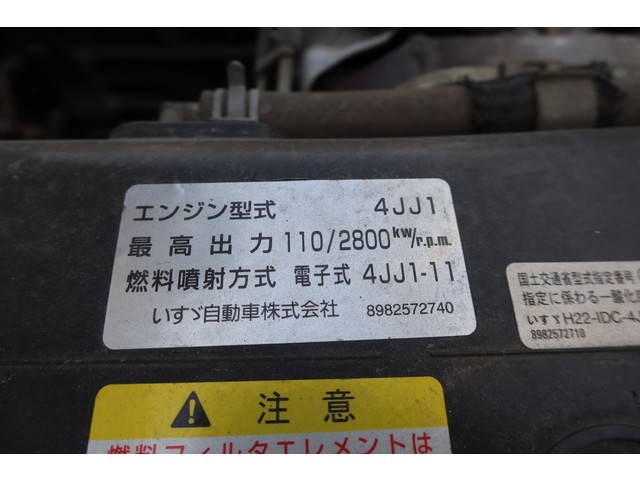 エンジン型式 4JJ1
最高出力 110/2800kw/r.p.m.
燃料噴射方式 電子式 4JJ1-11
いすゞ自動車株式会社 8982572740
国土交通省型式指定番号
指定に係わる一酸化
いすゞH22-IDC-4J
8982572710
注意
燃料フィルタエレメントは